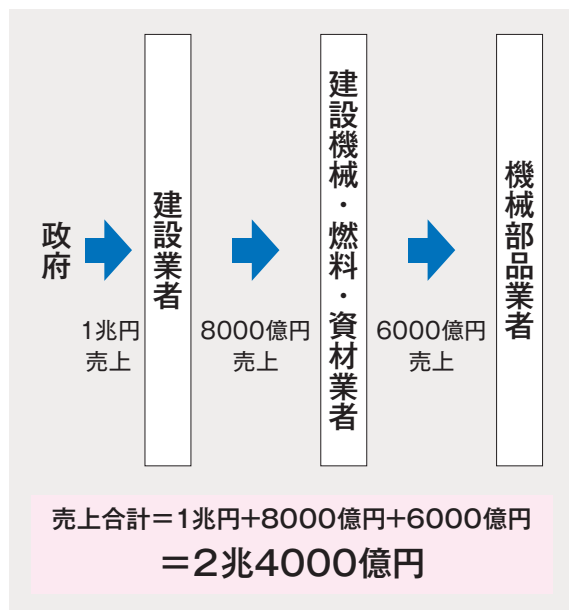 政府
1兆円
売上
建設業者
8000億円
売上
建設機械・燃料・資材業者
6000億円
売上
機械部品業者
売上合計=1兆円+8000億円+6000億円
=2兆4000億円